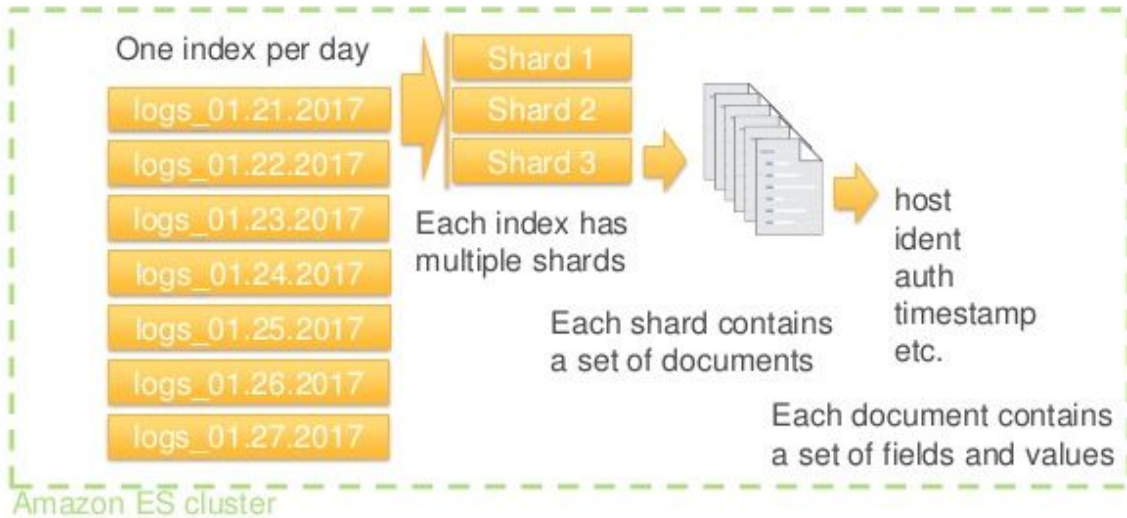 One index per day
logs_01.21.2017
logs_01.22.2017
logs_01.23.2017
logs_01.24.2017
logs_01.25.2017
logs_01.26.2017
logs_01.27.2017
Shard 1
Shard 2
Shard 3
Each index has
multiple shards
Each shard contains
a set of documents
host
ident
auth
timestamp
etc.
Each document contains
a set of fields and values
Amazon ES cluster